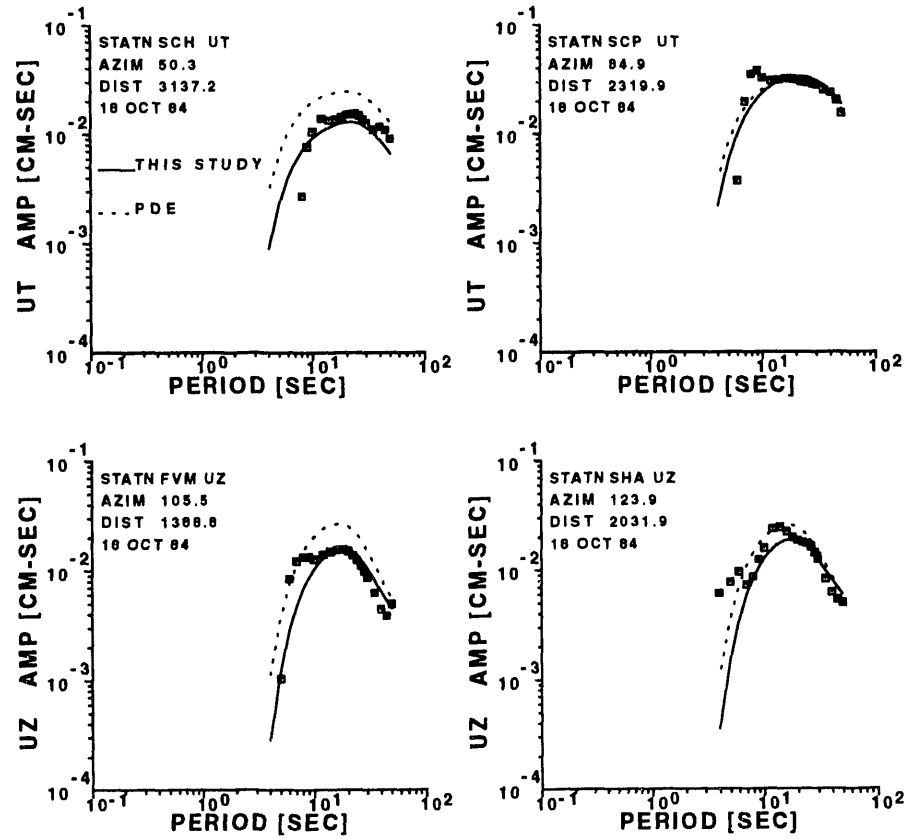 10-1
STATN SCH UT
AZIM 50.3
DIST 3137.2
18 OCT 84
10-2
THIS STUDY
PDE
10-3
10-4
UT AMP [CM-SEC]
10-1 100 101 102
PERIOD [SEC]
10-1
STATN SCP UT
AZIM 84.9
DIST 2319.9
18 OCT 84
10-2
10-3
10-4
UT AMP [CM-SEC]
10-1 100 101 102
PERIOD [SEC]
10-1
STATN FVM UZ
AZIM 105.5
DIST 1388.8
18 OCT 84
10-2
10-3
10-4
UZ AMP [CM-SEC]
10-1 100 101 102
PERIOD [SEC]
10-1
STATN SHA UZ
AZIM 123.9
DIST 2031.9
18 OCT 84
10-2
10-3
10-4
UZ AMP [CM-SEC]
10-1 100 101 102
PERIOD [SEC]